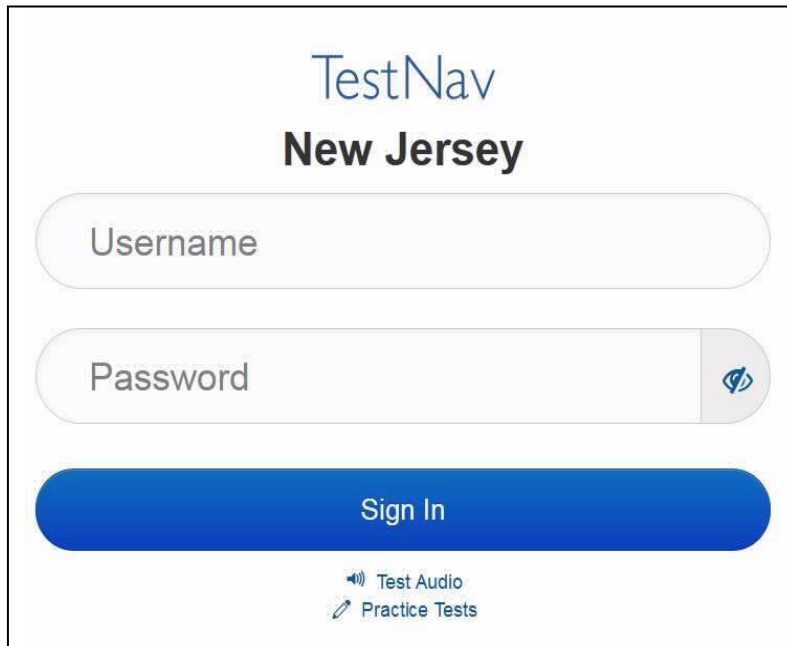 TestNav
New Jersey
Username
Password
Sign In
Test Audio
Practice Tests